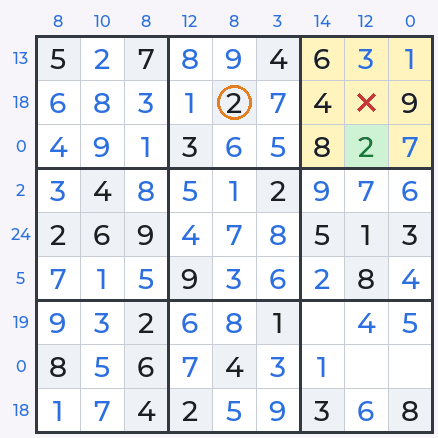 8 10 8 12 8 3 14 12 0
13 5 2 7 8 9 4 6 3 1
18 6 8 3 1 2 7 4 9
0 4 9 1 3 6 5 8 2 7
2 3 4 8 5 1 2 9 7 6
24 2 6 9 4 7 8 5 1 3
5 7 1 5 9 3 6 2 8 4
19 9 3 2 6 8 1 4 5
0 8 5 6 7 4 3 1
18 1 7 4 2 5 9 3 6 8